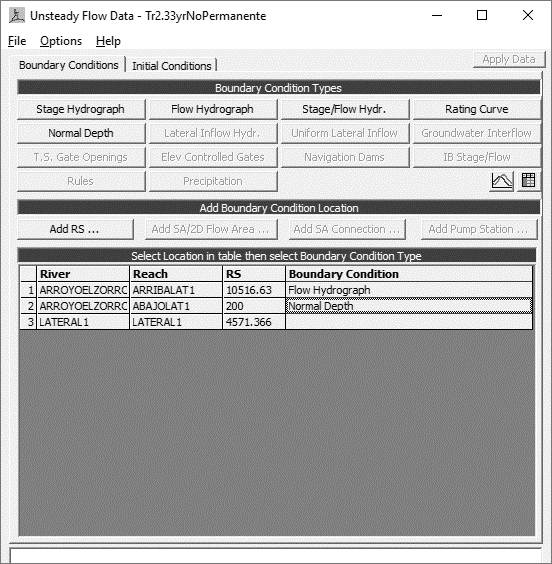 Unsteady Flow Data - Tr2.33yrNoPermanente
File Options Help
Boundary Conditions Initial Conditions Apply Data
Boundary Condition Types
Stage Hydrograph Flow Hydrograph Stage/Flow Hydr. Rating Curve
Normal Depth Lateral Inflow Hydr. Uniform Lateral Inflow Groundwater Interflow
T.S. Gate Openings Elev Controlled Gates Navigation Dams IB Stage/Flow
Rules Precipitation
Add Boundary Condition Location
Add RS ... Add SA/2D Flow Area ... Add SA Connection ... Add Pump Station ...
Select Location in table then select Boundary Condition Type
River Reach RS Boundary Condition
1 ARROYOELZORRO ARRIBALAT1 10516.63 Flow Hydrograph
2 ARROYOELZORRO ABAJOLAT1 200 Normal Depth
3 LATERAL1 LATERAL1 4571.366